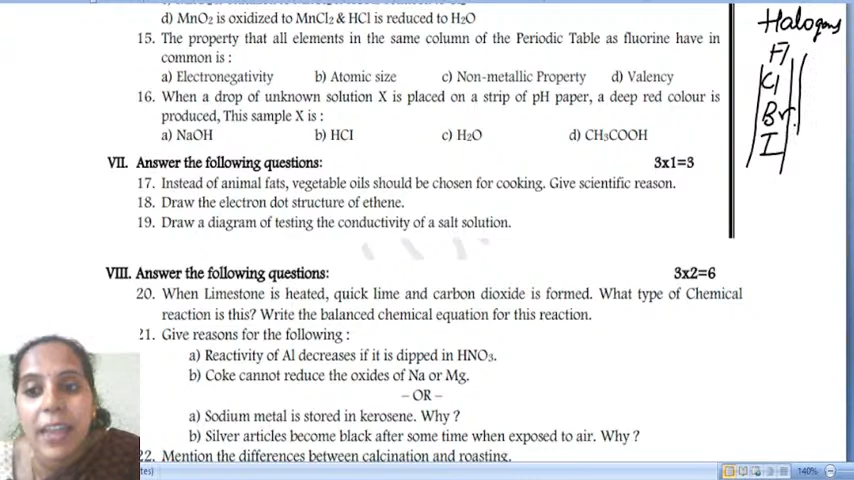 d) MnO₂ is oxidized to MnCl₂ & HCl is reduced to H₂O
15. The property that all elements in the same column of the Periodic Table as fluorine have in
common is :
a) Electronegativity b) Atomic size c) Non-metallic Property d) Valency
16. When a drop of unknown solution X is placed on a strip of pH paper, a deep red colour is
produced, This sample X is :
a) NaOH b) HCI c) H₂O d) CH₃COOH
VII. Answer the following questions: 3x1=3
17. Instead of animal fats, vegetable oils should be chosen for cooking. Give scientific reason.
18. Draw the electron dot structure of ethene.
19. Draw a diagram of testing the conductivity of a salt solution.
VIII. Answer the following questions: 3x2=6
20. When Limestone is heated, quick lime and carbon dioxide is formed. What type of Chemical
reaction is this? Write the balanced chemical equation for this reaction.
21. Give reasons for the following :
a) Reactivity of Al decreases if it is dipped in HNO₃.
b) Coke cannot reduce the oxides of Na or Mg.
– OR –
a) Sodium metal is stored in kerosene. Why ?
b) Silver articles become black after some time when exposed to air. Why ?
22. Mention the differences between calcination and roasting.
Halogens
Fl
Cl
Br
I
140%